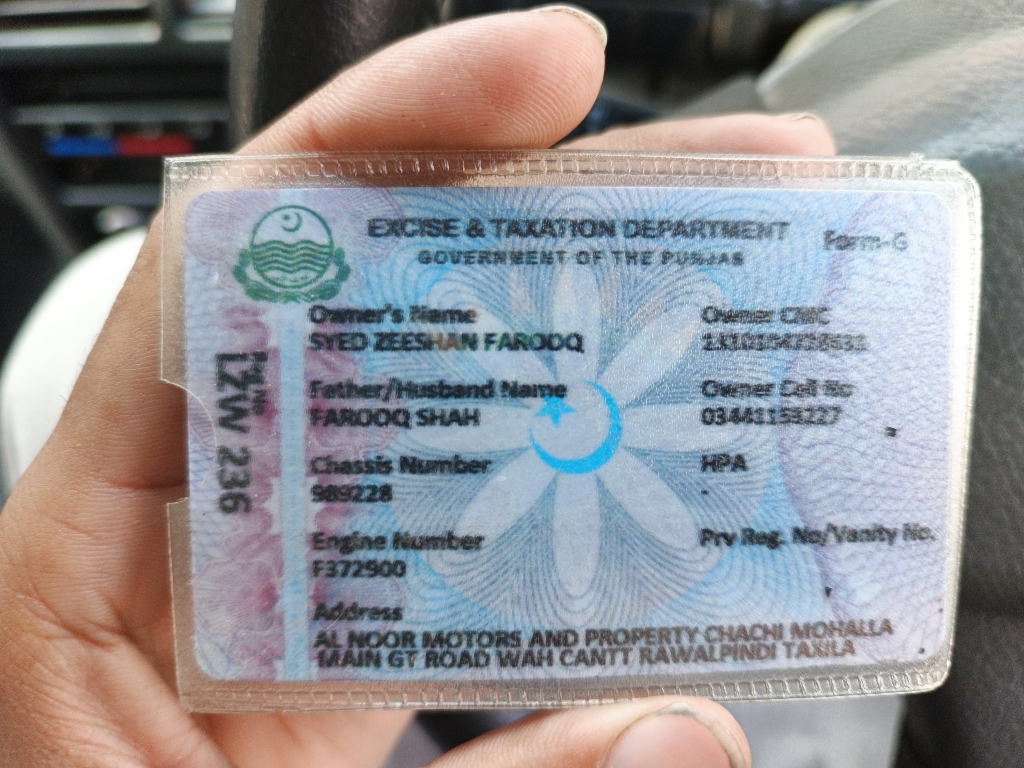 EXCISE & TAXATION DEPARTMENT
Form-G
GOVERNMENT OF THE PUNJAB
Owner's Name
Owner CNIC
SYED ZEESHAN FAROOQ
Father/Husband Name
Owner Cell No
FAROOQ SHAH
03441153227
Chassis Number
HPA
989228
-
Engine Number
Prv Reg. No/Vanity No.
F372900
Address
AL NOOR MOTORS AND PROPERTY CHACHI MOHALLA
MAIN GT ROAD WAH CANTT RAWALPINDI TAXILA
LZW 236